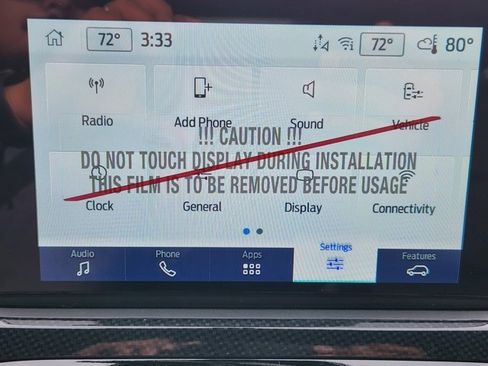 72° 3:33 72° 80°
Radio Add Phone Sound Vehicle
!!! CAUTION !!!
DO NOT TOUCH DISPLAY DURING INSTALLATION
THIS FILM IS TO BE REMOVED BEFORE USAGE
Clock General Display Connectivity
Audio Phone Apps Settings Features